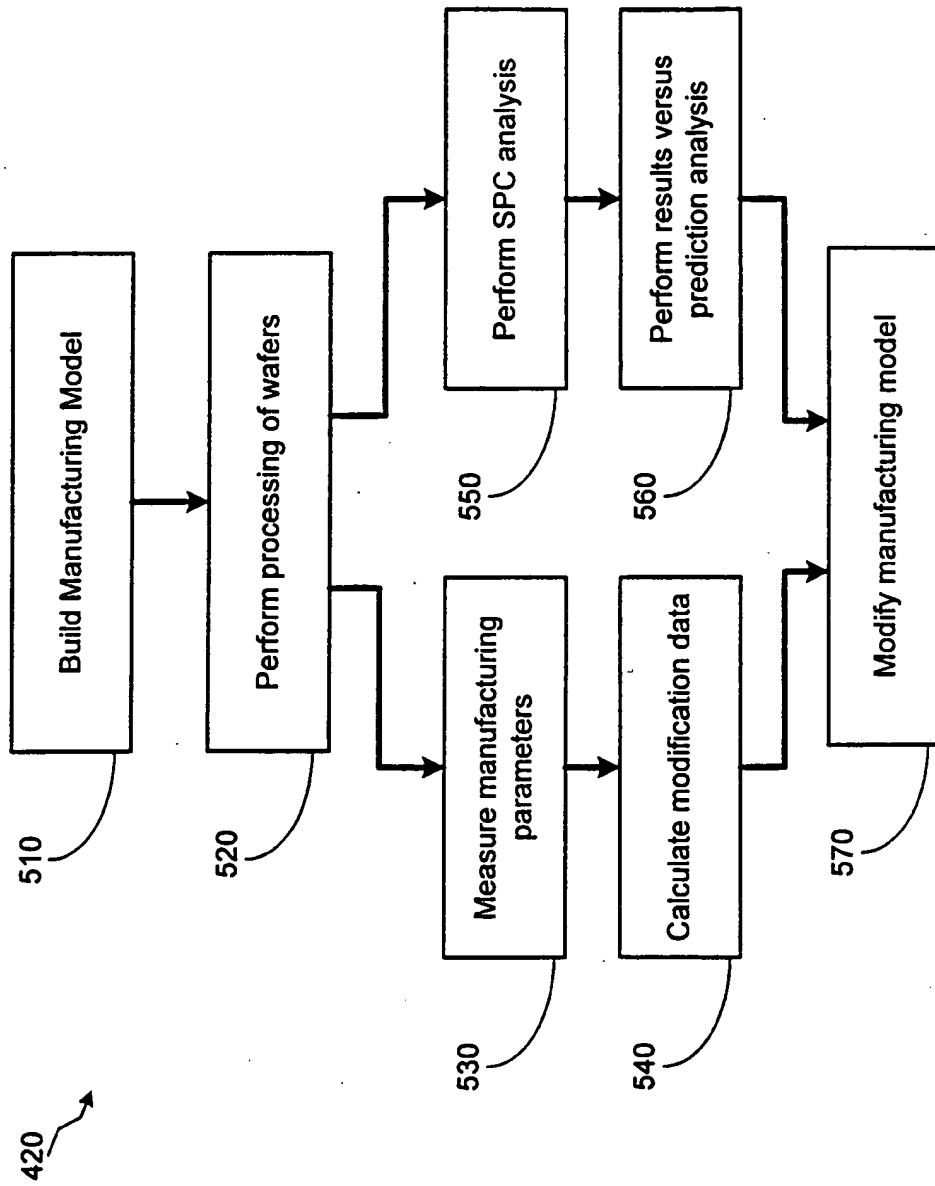 420
510
Build Manufacturing Model
520
Perform processing of wafers
530
Measure manufacturing
parameters
540
Calculate modification data
550
Perform SPC analysis
560
Perform results versus
prediction analysis
570
Modify manufacturing model